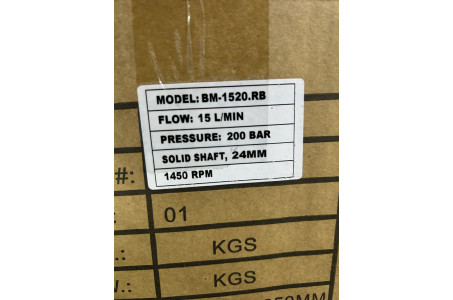 MODEL: BM-1520.RB
FLOW: 15 L/MIN
PRESSURE: 200 BAR
SOLID SHAFT, 24MM
1450 RPM
#:
01
.: KGS
W.: KGS